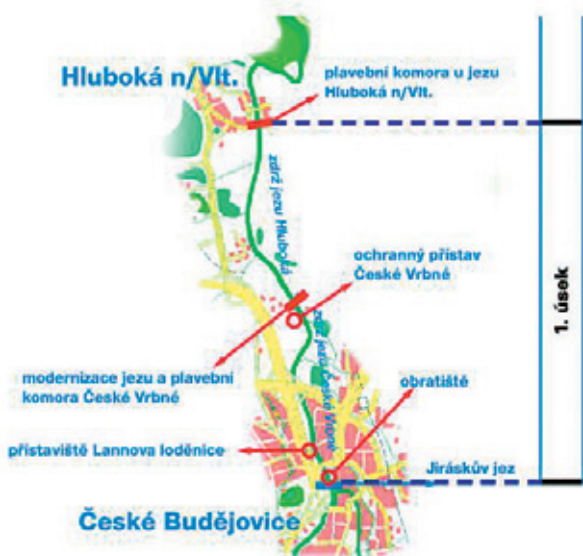 Hluboká n/Vlt.
plavební komora u jezu
Hluboká n/Vlt.
zdrž jezu Hluboká
ochranný přístav
České Vrbné
1. úsek
zdrž jezu České Vrbné
modernizace jezu a plavební
komora České Vrbné
obratiště
přístaviště Lannova loděnice
Jiráskův jez
České Budějovice